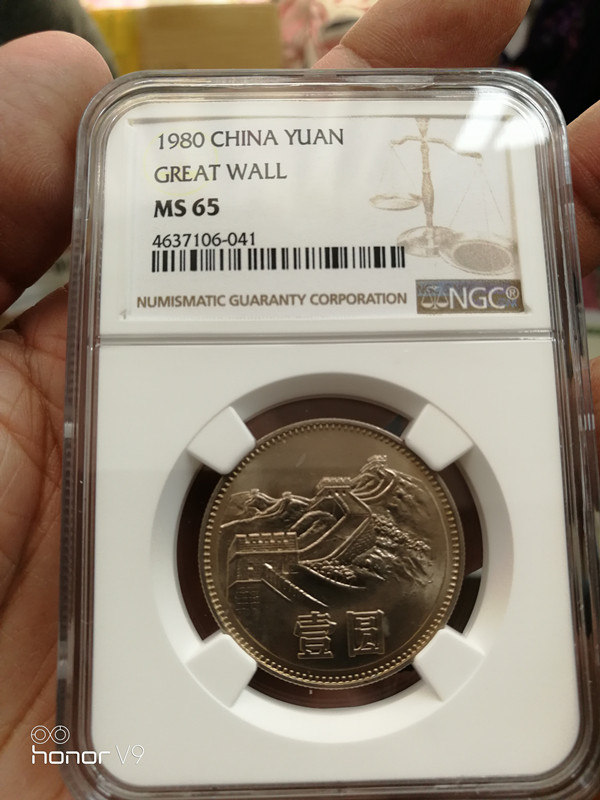 1980 CHINA YUAN
GREAT WALL
MS 65
4637106-041
NUMISMATIC GUARANTY CORPORATION
NGC®
壹圆
honor V9